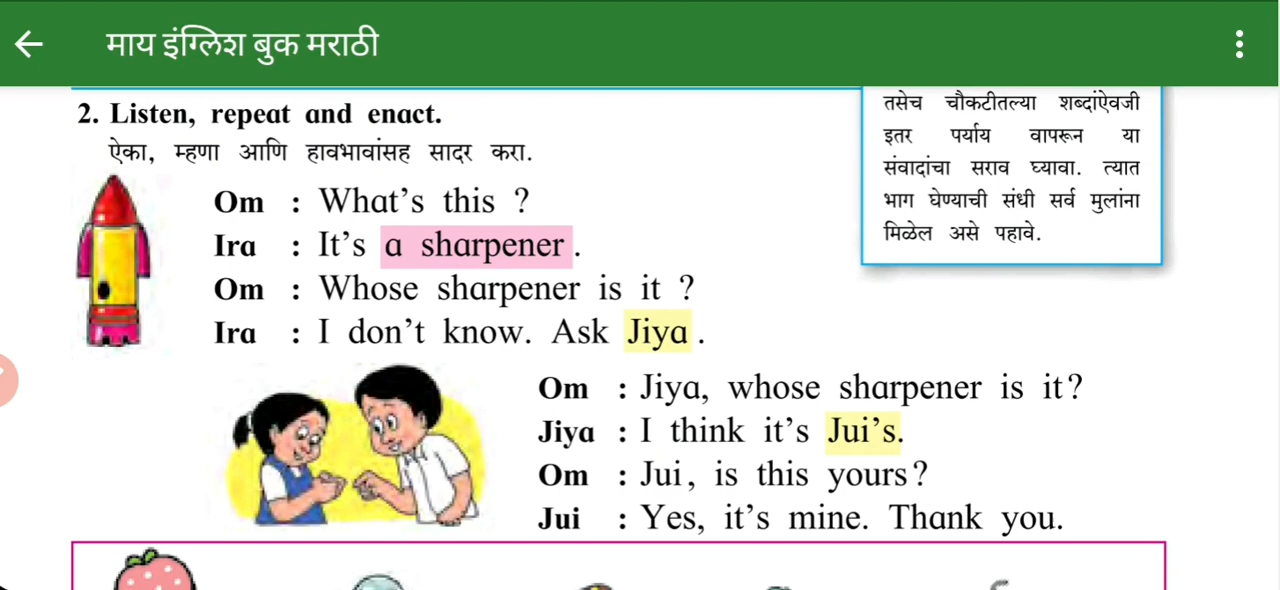 माय इंग्लिश बुक मराठी
2. Listen, repeat and enact.
ऐका, म्हणा आणि हावभावांसह सादर करा.
तसेच चौकटीतल्या शब्दांऐवजी
इतर पर्याय वापरून या
संवादांचा सराव घ्यावा. त्यात
भाग घेण्याची संधी सर्व मुलांना
मिळेल असे पहावे.
Om : What's this ?
Ira : It's a sharpener .
Om : Whose sharpener is it ?
Ira : I don't know. Ask Jiya .
Om : Jiya, whose sharpener is it?
Jiya : I think it's Jui's.
Om : Jui, is this yours?
Jui : Yes, it's mine. Thank you.